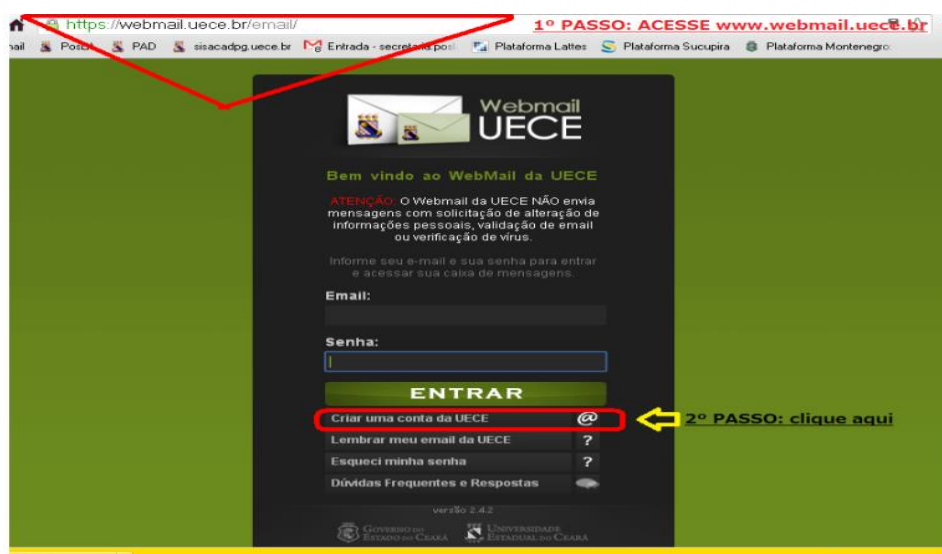 https://webmail.uece.br/email/
1º PASSO: ACESSE www.webmail.uece.br
PAD sisacadpg.uece.br Entrada - secretaria.pos Plataforma Lattes Plataforma Sucupira Plataforma Montenegro
Webmail
UECE
Bem vindo ao WebMail da UECE
ATENÇÃO: O Webmail da UECE NÃO envia
mensagens com solicitação de alteração de
informações pessoais, validação de email
ou verificação de vírus.
Informe seu e-mail e sua senha para entrar
e acessar sua caixa de mensagens.
Email:
Senha:
ENTRAR
Criar uma conta da UECE @
2º PASSO: clique aqui
Lembrar meu email da UECE ?
Esqueci minha senha ?
Dúvidas Frequentes e Respostas
versão 2.4.2
GOVERNO DO
ESTADO DO CEARÁ
UNIVERSIDADE
ESTADUAL DO CEARÁ